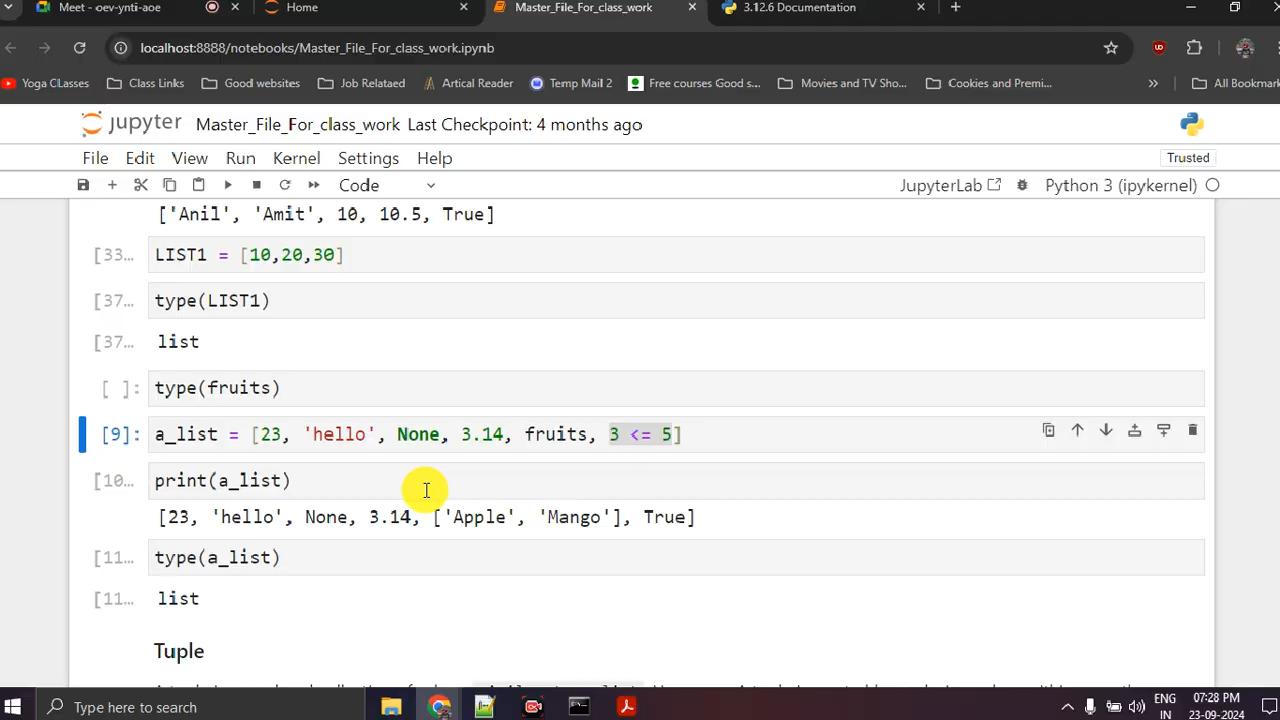 Meet - oev-ynti-aoe
Home
Master_File_For_class_work
3.12.6 Documentation
localhost:8888/notebooks/Master_File_For_class_work.ipynb
Yoga Classes Class Links Good websites Job Relataed Artical Reader Temp Mail 2 Free courses Good s... Movies and TV Sho... Cookies and Premi... All Bookmark
jupyter Master_File_For_class_work Last Checkpoint: 4 months ago
File Edit View Run Kernel Settings Help Trusted
Code JupyterLab Python 3 (ipykernel)
['Anil', 'Amit', 10, 10.5, True]
[33... LIST1 = [10,20,30]
[37... type(LIST1)
[37... list
[ ]: type(fruits)
[9]: a_list = [23, 'hello', None, 3.14, fruits, 3 <= 5]
[10... print(a_list)
[23, 'hello', None, 3.14, ['Apple', 'Mango'], True]
[11... type(a_list)
[11... list
Tuple
Type here to search
ENG
IN
07:28 PM
23-09-2024